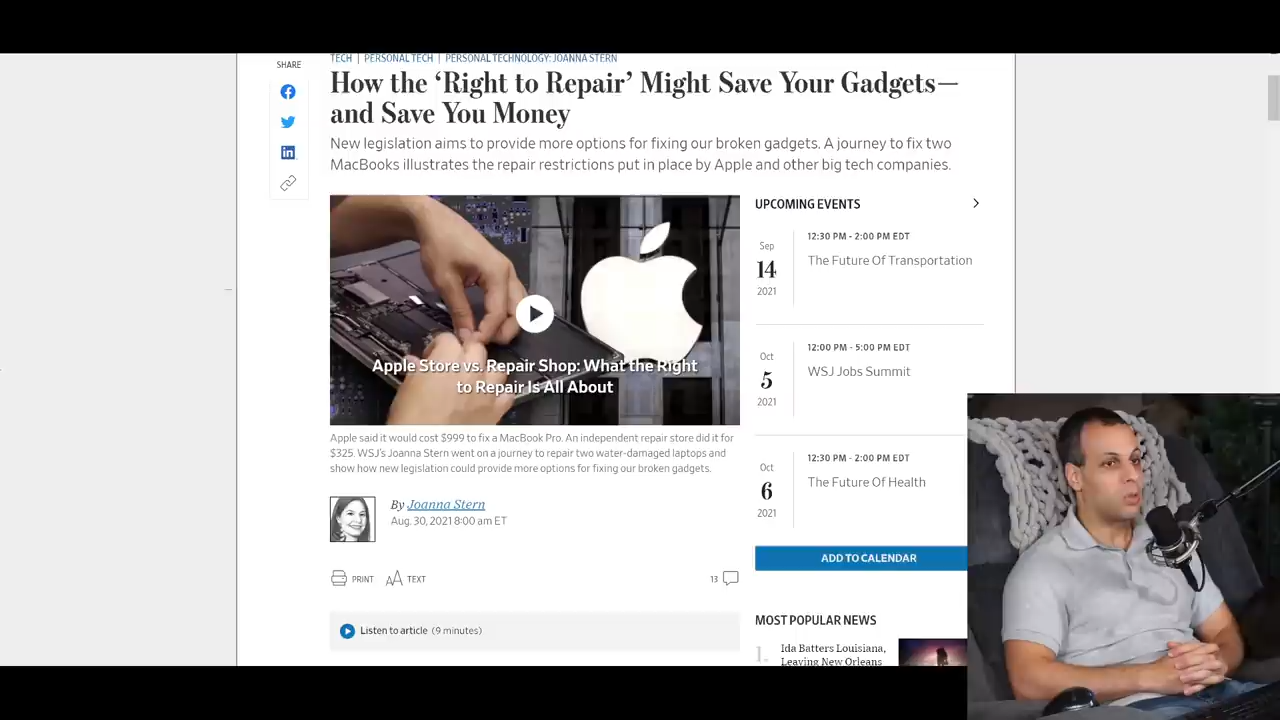 SHARE
TECH | PERSONAL TECH | PERSONAL TECHNOLOGY: JOANNA STERN
How the ‘Right to Repair’ Might Save Your Gadgets—
and Save You Money
New legislation aims to provide more options for fixing our broken gadgets. A journey to fix two
MacBooks illustrates the repair restrictions put in place by Apple and other big tech companies.
Apple Store vs. Repair Shop: What the Right
to Repair Is All About
Apple said it would cost $999 to fix a MacBook Pro. An independent repair store did it for
$325. WSJ's Joanna Stern went on a journey to repair two water-damaged laptops and
show how new legislation could provide more options for fixing our broken gadgets.
By Joanna Stern
Aug. 30, 2021 8:00 am ET
PRINT
AA TEXT
13
Listen to article (9 minutes)
UPCOMING EVENTS
Sep
14
2021
12:30 PM - 2:00 PM EDT
The Future Of Transportation
Oct
5
2021
12:00 PM - 5:00 PM EDT
WSJ Jobs Summit
Oct
6
2021
12:30 PM - 2:00 PM EDT
The Future Of Health
ADD TO CALENDAR
MOST POPULAR NEWS
1.
Ida Batters Louisiana,
Leaving New Orleans